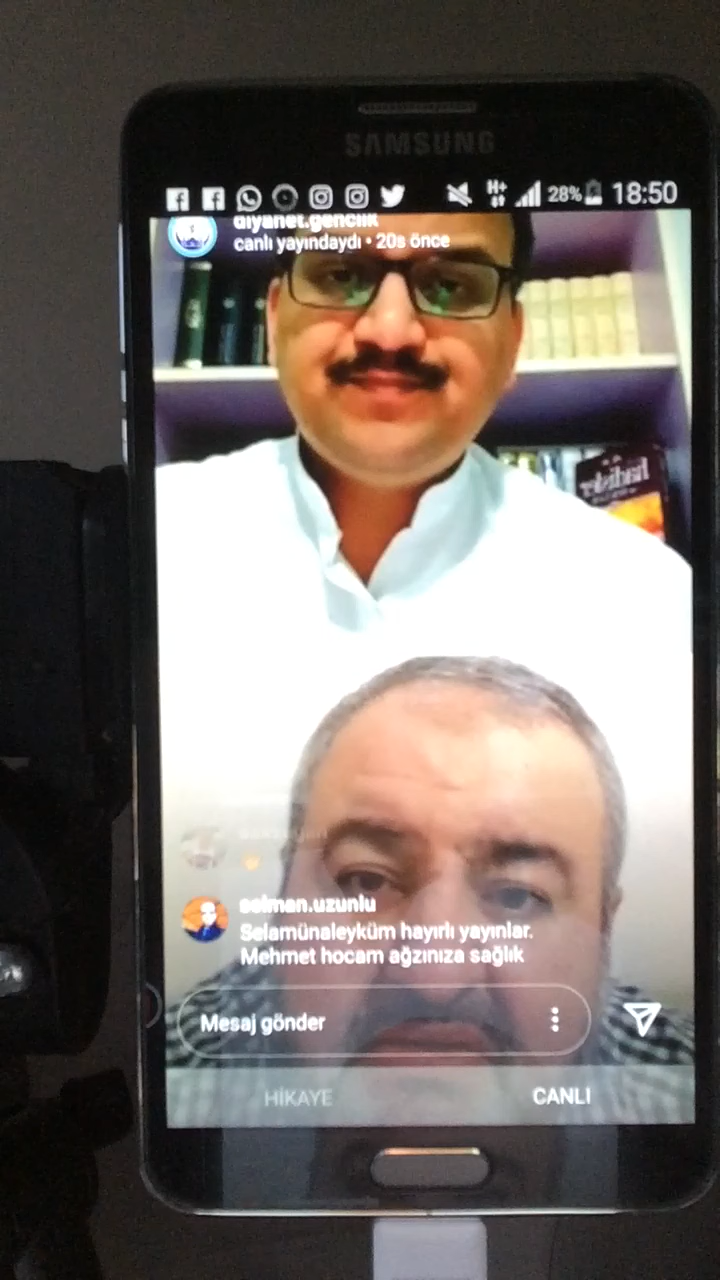 SAMSUNG
H+
28%
18:50
diyanet.genclik
canlı yayındaydı • 20s önce
selman.uzunlu
Selamünaleyküm hayırlı yayınlar.
Mehmet hocam ağzınıza sağlık
Mesaj gönder
HİKAYE
CANLI